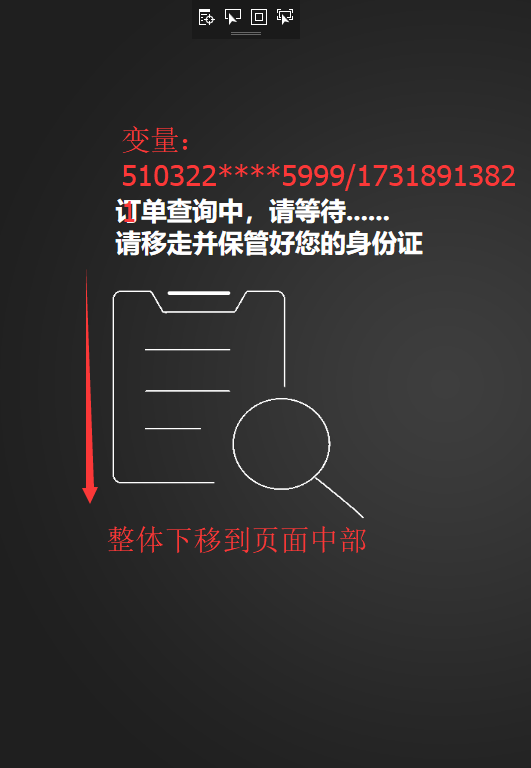 变量：
510322****5999/1731891382
1
订单查询中，请等待......
请移走并保管好您的身份证
整体下移到页面中部